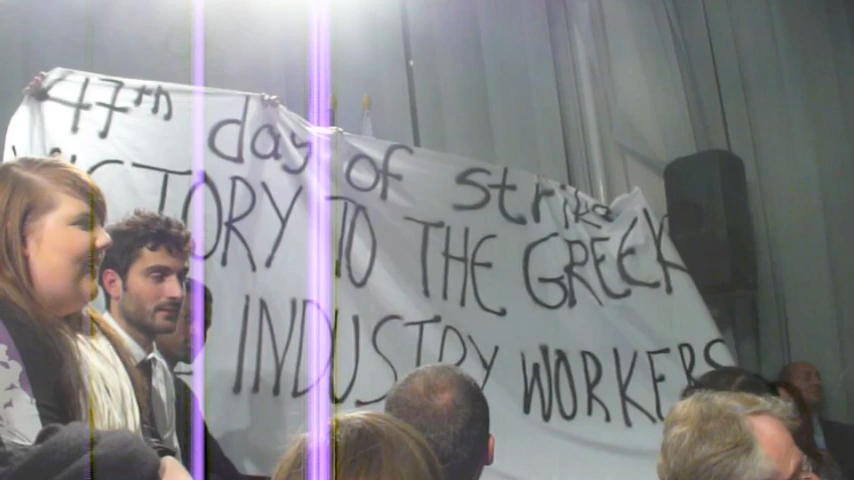 47th day of strike
VICTORY TO THE GREEK
INDUSTRY WORKERS